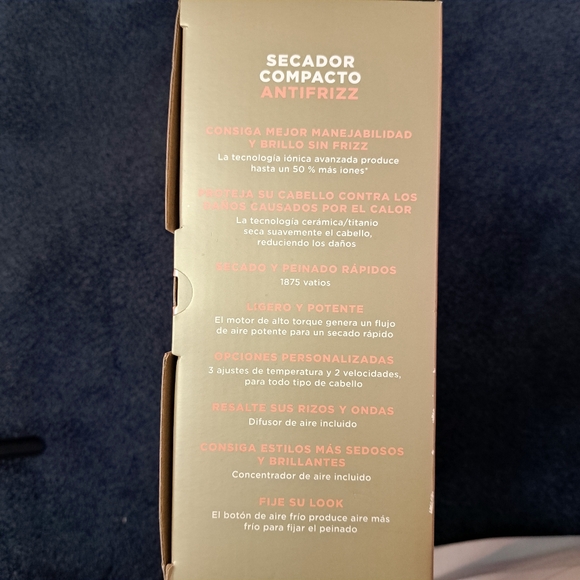 SECADOR
COMPACTO
ANTIFRIZZ
CONSIGA MEJOR MANEJABILIDAD
Y BRILLO SIN FRIZZ
La tecnología iónica avanzada produce
hasta un 50 % más iones*
PROTEJA SU CABELLO CONTRA LOS
DAÑOS CAUSADOS POR EL CALOR
La tecnología cerámica/titanio
seca suavemente el cabello,
reduciendo los daños
SECADO Y PEINADO RÁPIDOS
1875 vatios
LIGERO Y POTENTE
El motor de alto torque genera un flujo
de aire potente para un secado rápido
OPCIONES PERSONALIZADAS
3 ajustes de temperatura y 2 velocidades,
para todo tipo de cabello
RESALTE SUS RIZOS Y ONDAS
Difusor de aire incluido
CONSIGA ESTILOS MÁS SEDOSOS
Y BRILLANTES
Concentrador de aire incluido
FIJE SU LOOK
El botón de aire frío produce aire más
frío para fijar el peinado